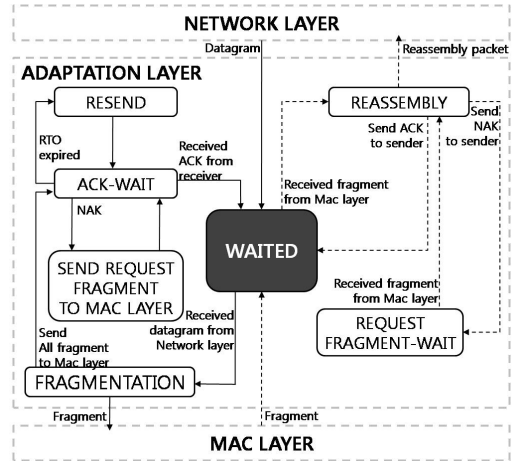 NETWORK LAYER
Datagram
Reassembly packet
ADAPTATION LAYER
RESEND
REASSEMBLY
Send
NAK
to sender
Send ACK
to sender
RTO
expired
Received
ACK from
receiver
ACK-WAIT
Received fragment
from Mac layer
NAK
WAITED
SEND REQUEST
FRAGMENT
TO MAC LAYER
Received fragment
from Mac layer
Received
datagram from
Network layer
REQUEST
FRAGMENT-WAIT
Send
All fragment
to Mac layer
FRAGMENTATION
Fragment
Fragment
MAC LAYER